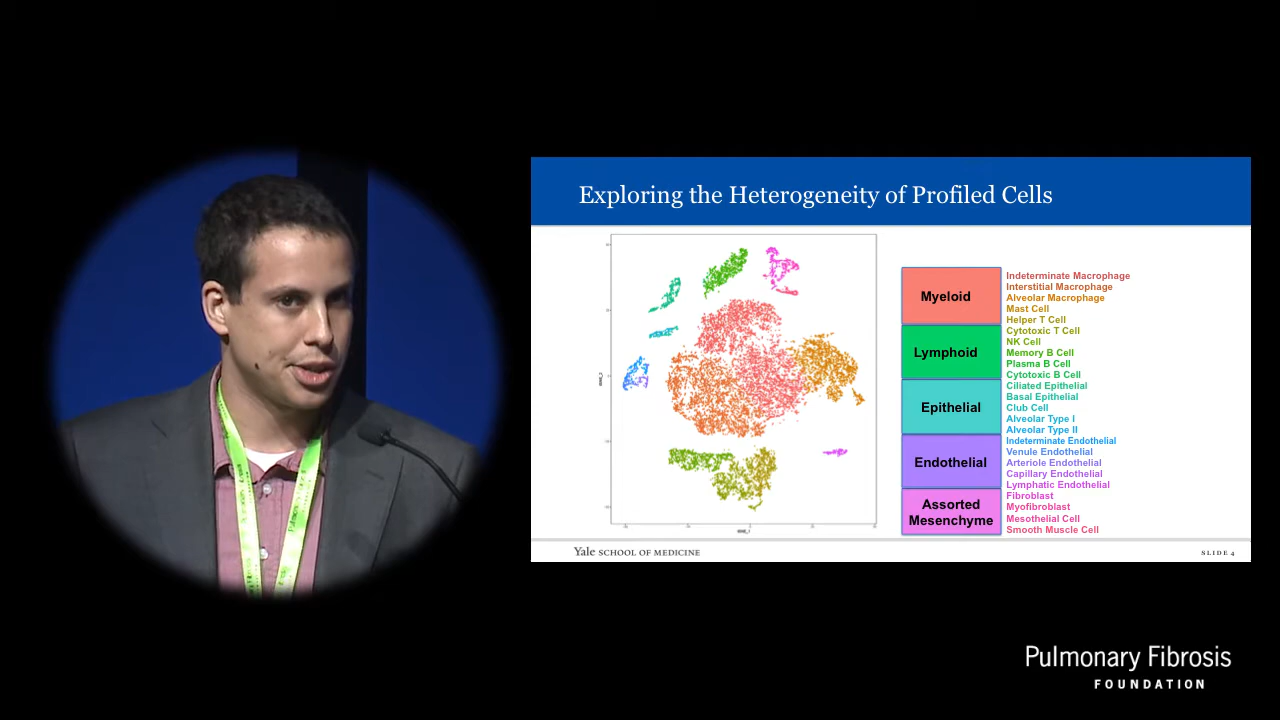 Exploring the Heterogeneity of Profiled Cells
Myeloid
Lymphoid
Epithelial
Endothelial
Assorted
Mesenchyme
Indeterminate Macrophage
Interstitial Macrophage
Alveolar Macrophage
Mast Cell
Helper T Cell
Cytotoxic T Cell
NK Cell
Memory B Cell
Plasma B Cell
Cytotoxic B Cell
Ciliated Epithelial
Basal Epithelial
Club Cell
Alveolar Type I
Alveolar Type II
Indeterminate Endothelial
Venule Endothelial
Arteriole Endothelial
Capillary Endothelial
Lymphatic Endothelial
Fibroblast
Myofibroblast
Mesothelial Cell
Smooth Muscle Cell
Yale SCHOOL OF MEDICINE
SLIDE 4
Pulmonary Fibrosis
FOUNDATION